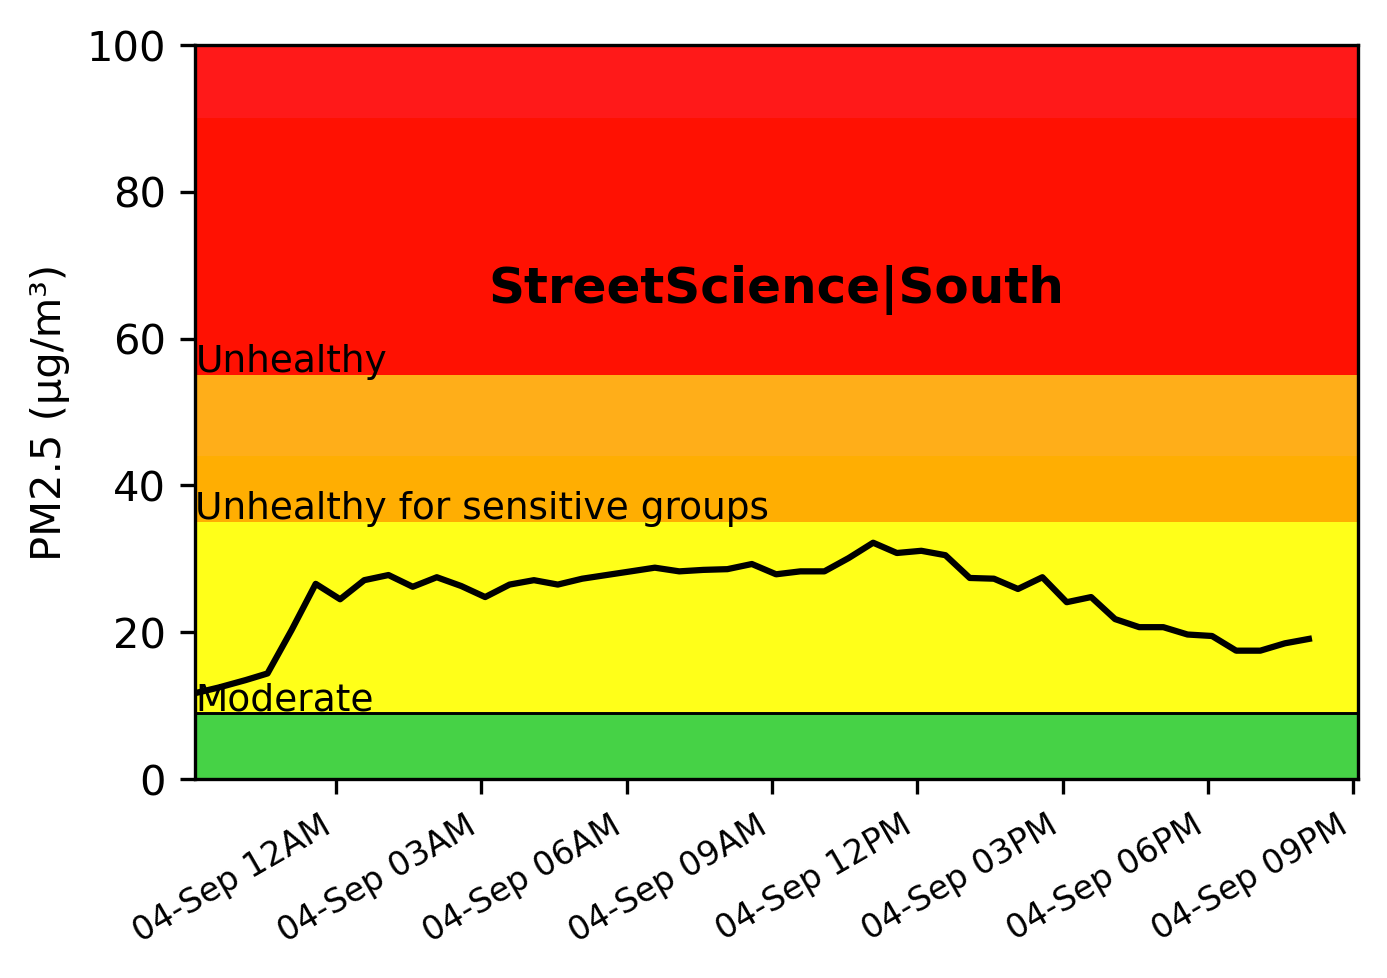 100
80
60
40
20
0
PM2.5 (µg/m³)
StreetScience|South
Unhealthy
Unhealthy for sensitive groups
Moderate
04-Sep 12AM
04-Sep 03AM
04-Sep 06AM
04-Sep 09AM
04-Sep 12PM
04-Sep 03PM
04-Sep 06PM
04-Sep 09PM